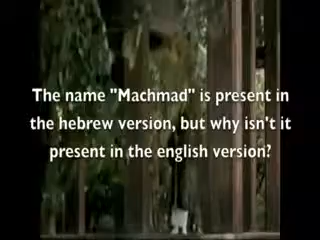 The name "Machmad" is present in
the hebrew version, but why isn't it
present in the english version?